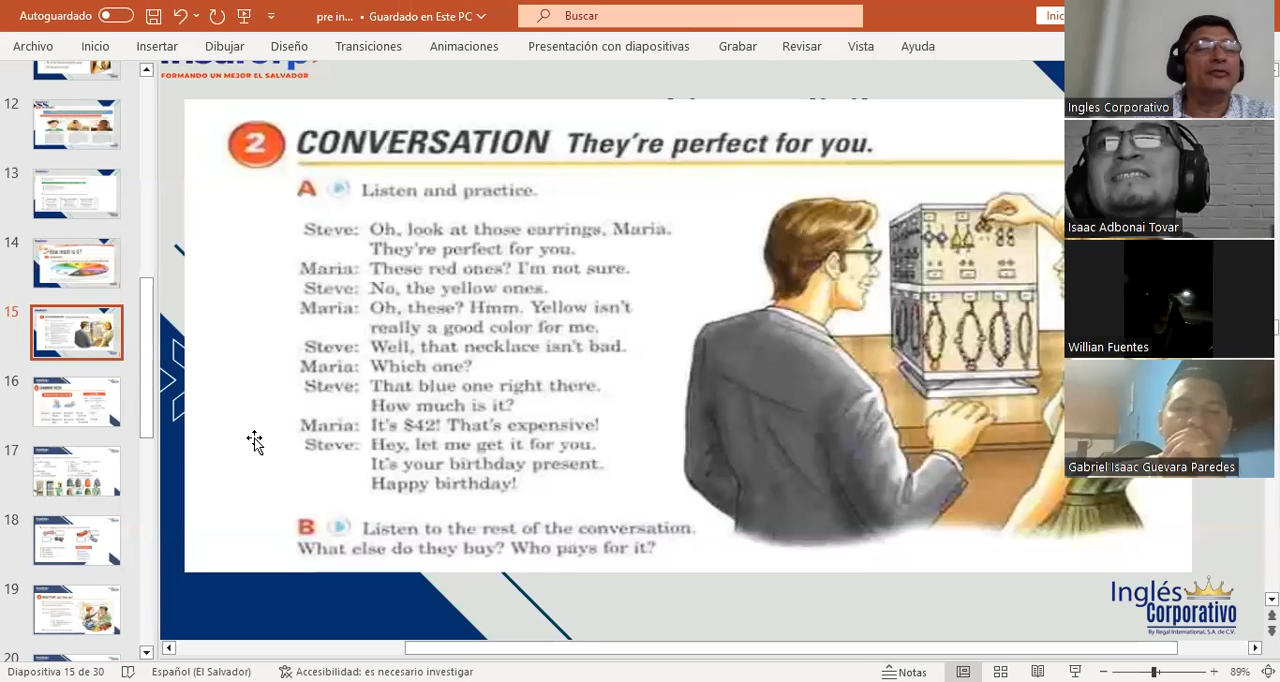 Autoguardado
pre in... • Guardado en Este PC
Buscar
Inic
Archivo Inicio Insertar Dibujar Diseño Transiciones Animaciones Presentación con diapositivas Grabar Revisar Vista Ayuda
FORMANDO UN MEJOR EL SALVADOR
12
13
14
15
16
17
18
19
20
2 CONVERSATION They're perfect for you.
A Listen and practice.
Steve: Oh, look at those earrings, Maria.
They're perfect for you.
Maria: These red ones? I'm not sure.
Steve: No, the yellow ones.
Maria: Oh, these? Hmm. Yellow isn't
really a good color for me.
Steve: Well, that necklace isn't bad.
Maria: Which one?
Steve: That blue one right there.
How much is it?
Maria: It's $42! That's expensive!
Steve: Hey, let me get it for you.
It's your birthday present.
Happy birthday!
B Listen to the rest of the conversation.
What else do they buy? Who pays for it?
Inglés
Corporativo
By Regal International, S.A. de C.V.
Ingles Corporativo
Isaac Adbonai Tovar
Willian Fuentes
Gabriel Isaac Guevara Paredes
Diapositiva 15 de 30 Español (El Salvador) Accesibilidad: es necesario investigar Notas 89%